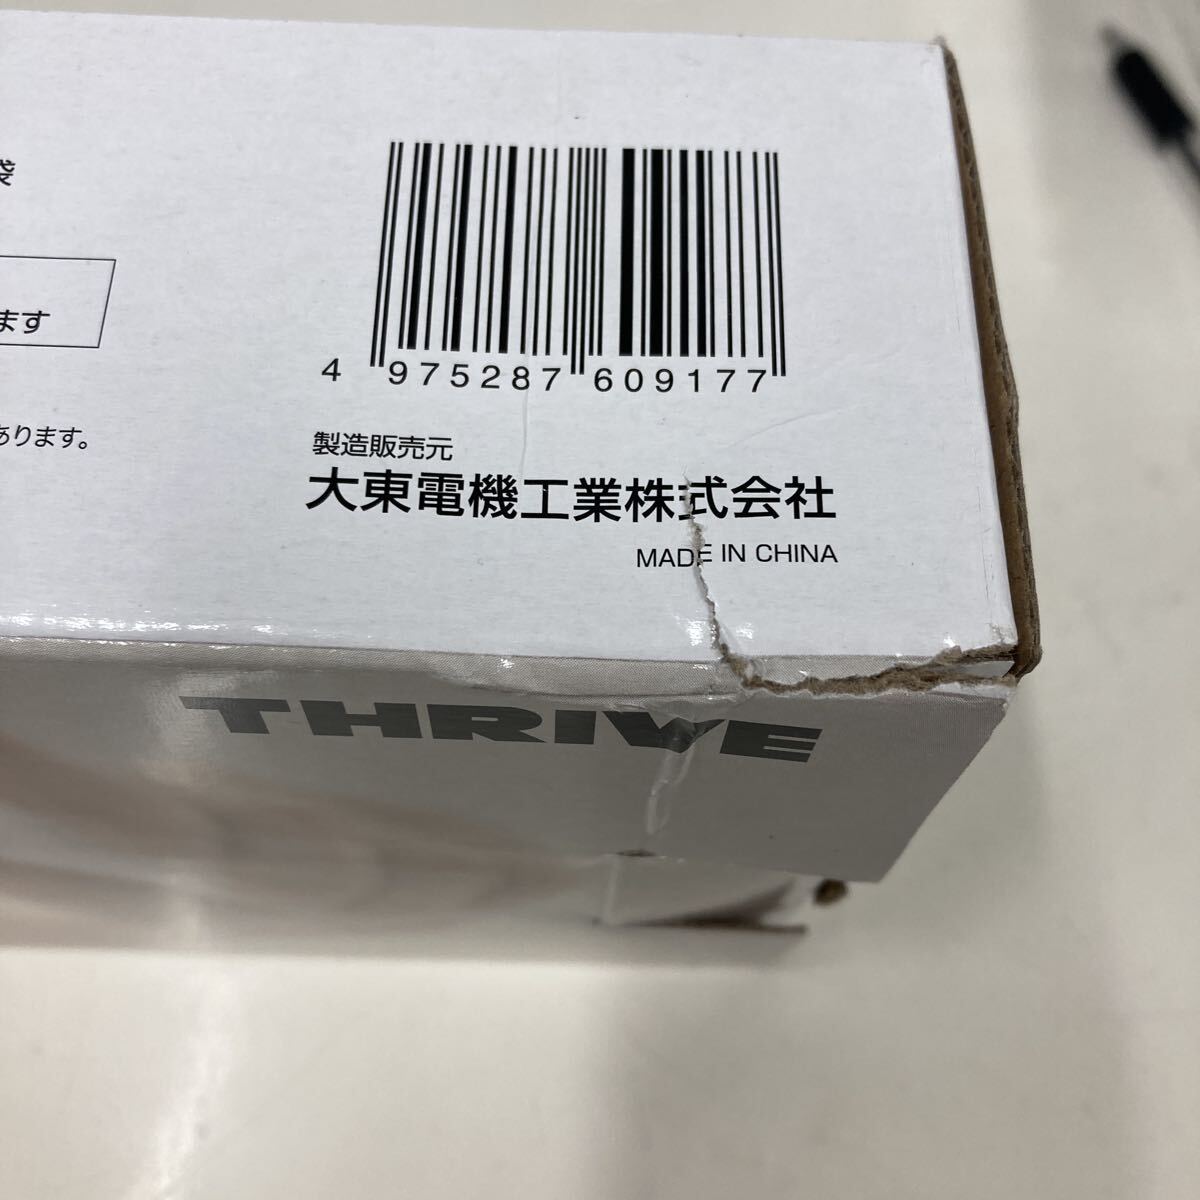 袋
ます
あります。
4 975287 609177
製造販売元
大東電機工業株式会社
MADE IN CHINA
THRIVE